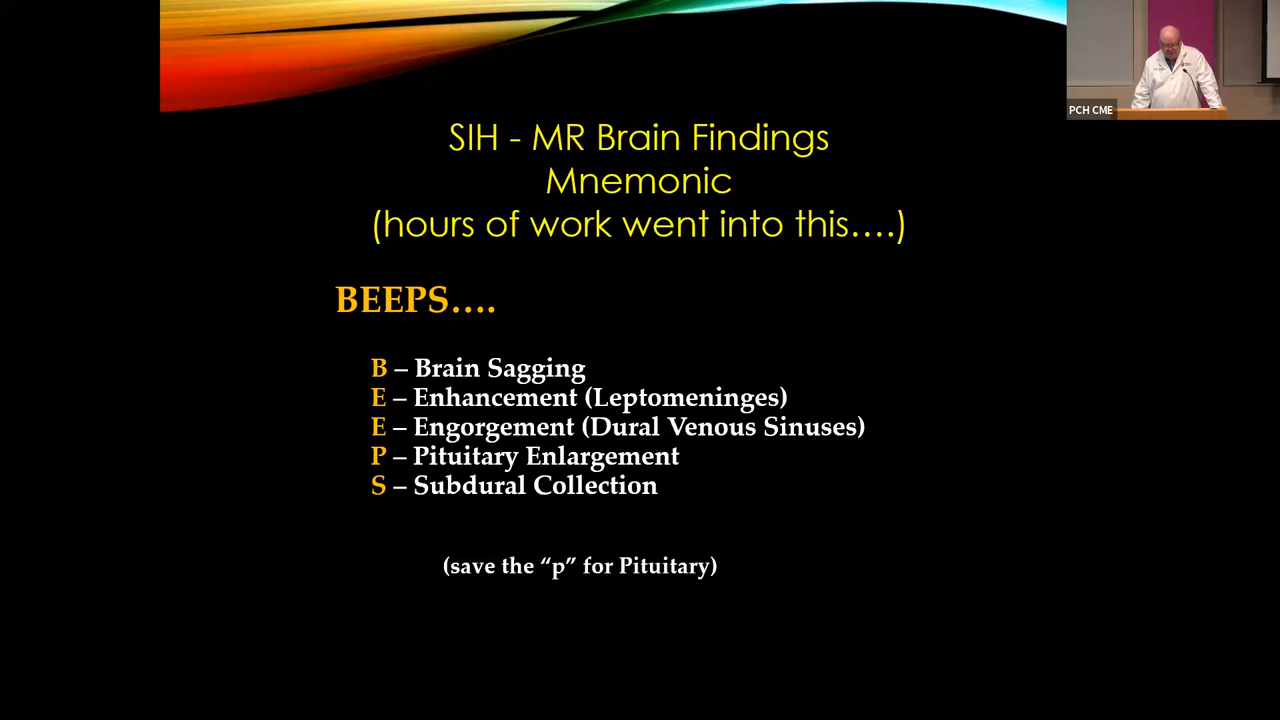 SIH - MR Brain Findings
Mnemonic
(hours of work went into this....)
BEEPS....
B – Brain Sagging
E – Enhancement (Leptomeninges)
E – Engorgement (Dural Venous Sinuses)
P – Pituitary Enlargement
S – Subdural Collection
(save the “p” for Pituitary)
PCH CME